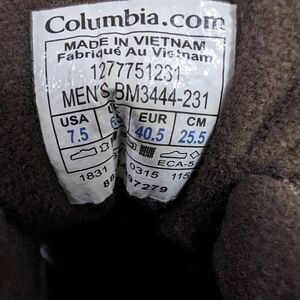 Columbia.com
MADE IN VIETNAM
Fabriqué Au Vietnam
1277751231
MEN'S BM3444-231
USA EUR CM
7.5 40.5 25.5
ECA-5
1831 0315 115
97279